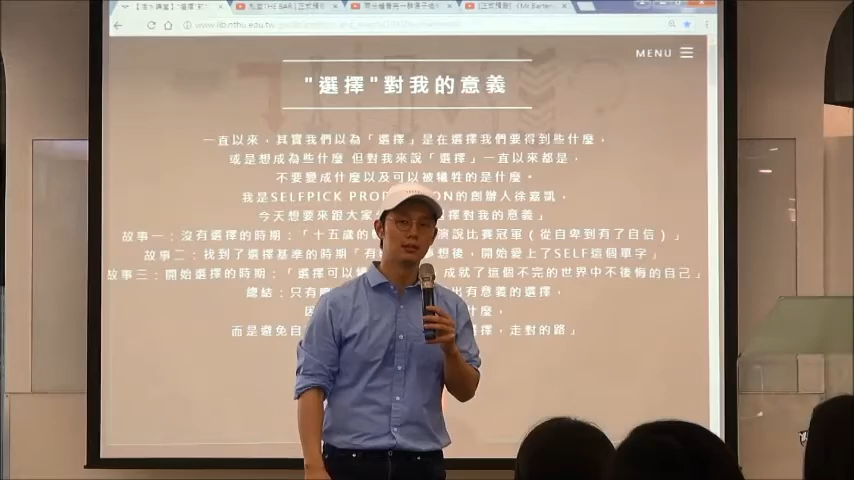 www.lib.nthu.edu.tw
MENU
"選擇"對我的意義
一直以來，其實我們以為「選擇」是在選擇我們要得到些什麼，
或是想成為些什麼 但對我來說「選擇」一直以來都是，
不要變成什麼以及可以被犧牲的是什麼。
我是SELFPICK PRO ON的創辦人徐嘉凱，
今天想要來跟大家 選擇對我的意義」
故事一：沒有選擇的時期：「十五歲的 演說比賽冠軍（從自卑到有了自信）」
故事二：找到了選擇基準的時期「有 想後，開始愛上了SELF這個單字」
故事三：開始選擇的時期：「選擇可以 成就了這個不完的世界中不後悔的自己」
總結：只有 出有意義的選擇，
什麼，
而是避免自 選擇，走對的路」